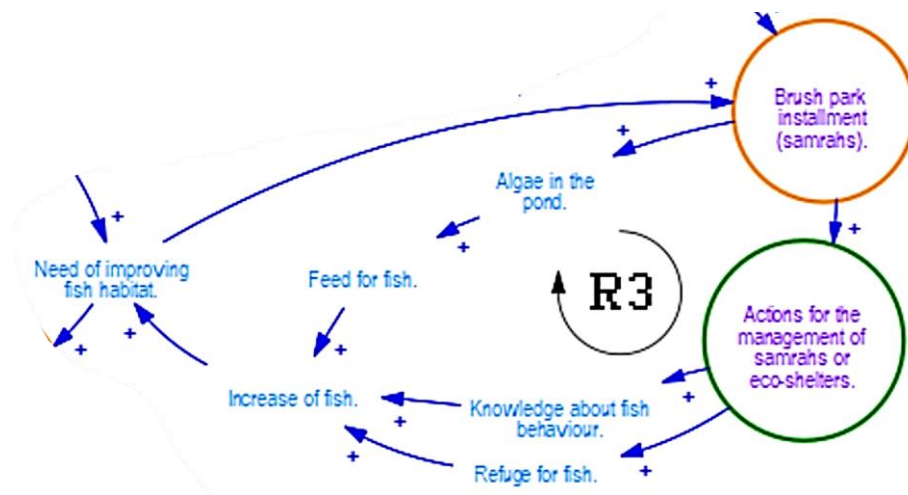 +
Brush park
installment
(samrahs).
+
Algae in the
pond.
+
+
+
Need of improving
fish habitat.
Feed for fish.
R3
+
+
+
Actions for the
management of
samrahs or
eco-shelters.
Increase of fish.
+
Knowledge about fish
behaviour.
+
+
Refuge for fish.
+